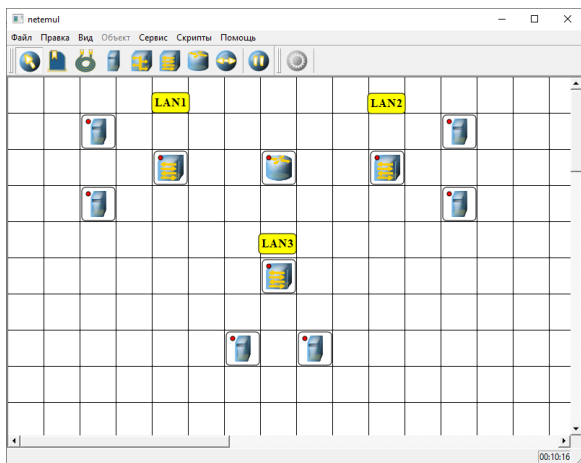 netemul
Файл Правка Вид Объект Сервис Скрипты Помощь
LAN1
LAN2
LAN3
00:10:16